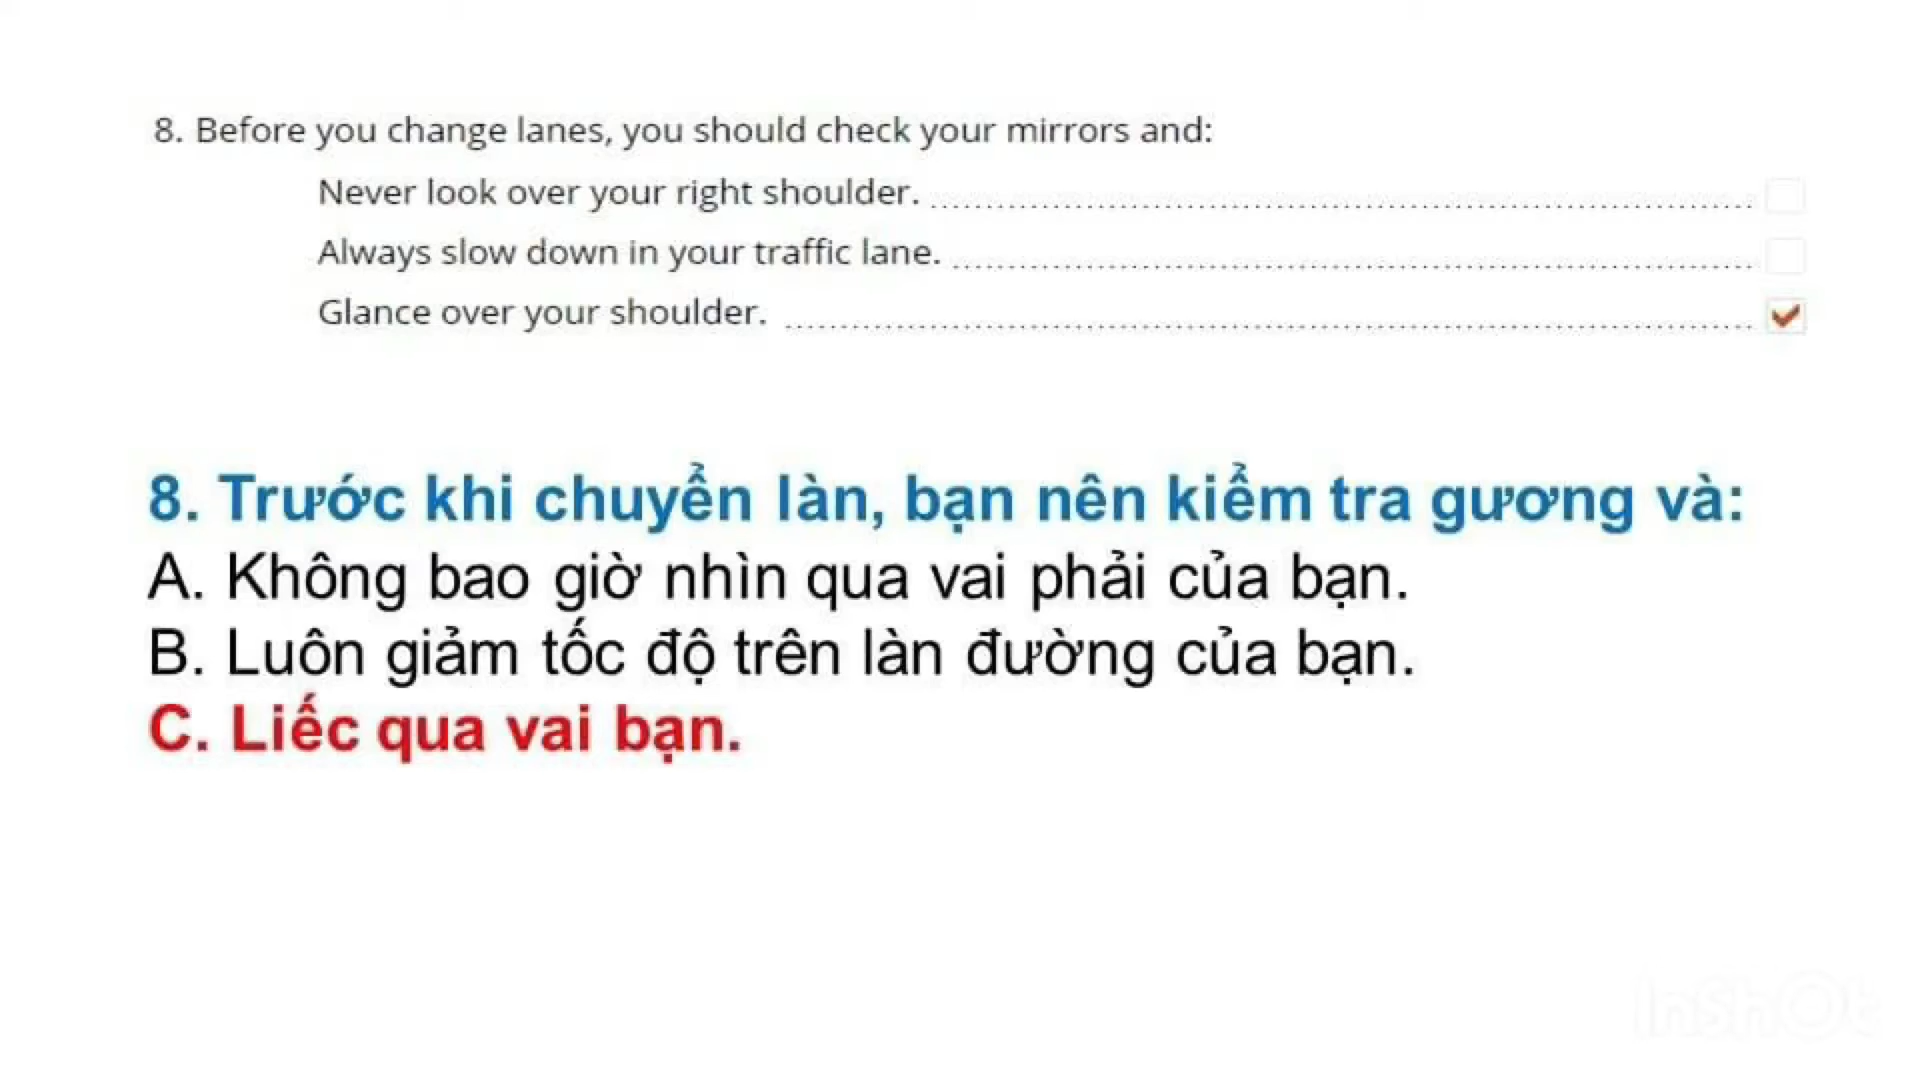 8. Before you change lanes, you should check your mirrors and:
Never look over your right shoulder.
Always slow down in your traffic lane.
Glance over your shoulder.
8. Trước khi chuyển làn, bạn nên kiểm tra gương và:
A. Không bao giờ nhìn qua vai phải của bạn.
B. Luôn giảm tốc độ trên làn đường của bạn.
C. Liếc qua vai bạn.
InShOt